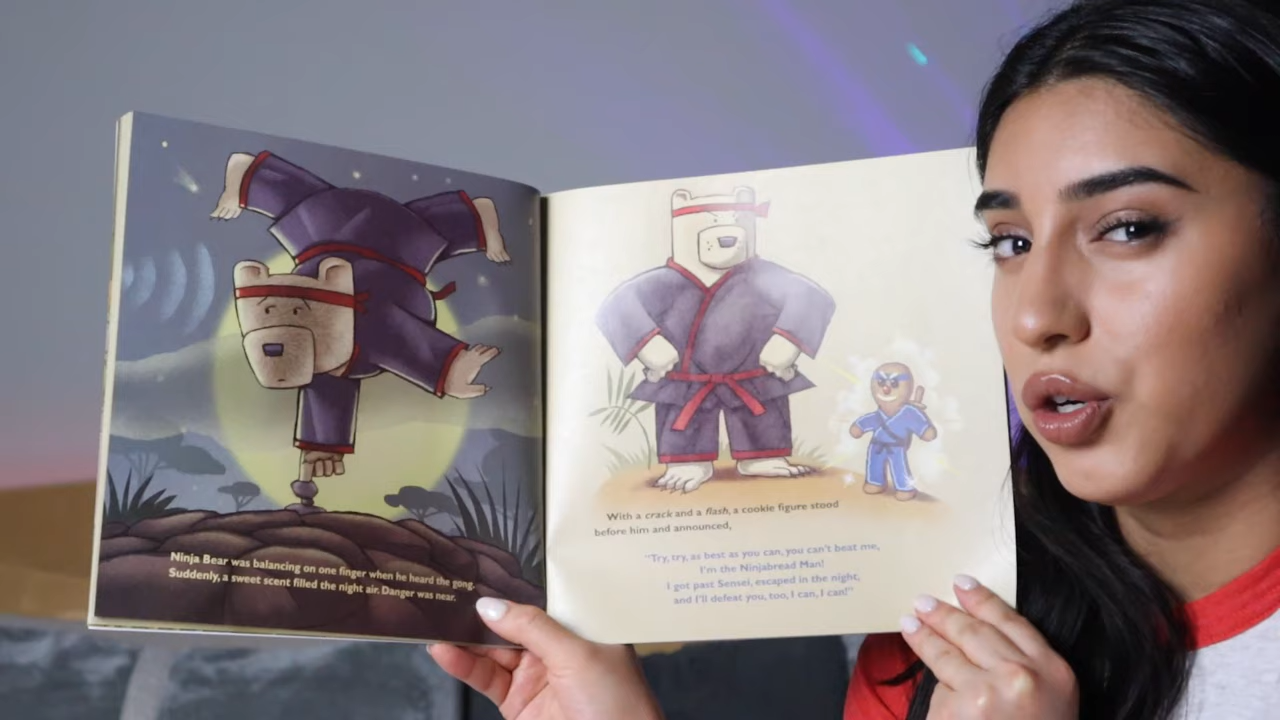 Ninja Bear was balancing on one finger when he heard the gong.
Suddenly, a sweet scent filled the night air. Danger was near.
With a crack and a flash, a cookie figure stood
before him and announced,
"Try, try, as best as you can, you can't beat me,
I'm the Ninjabread Man!
I got past Sensei, escaped in the night,
and I'll defeat you, too, I can, I can!"